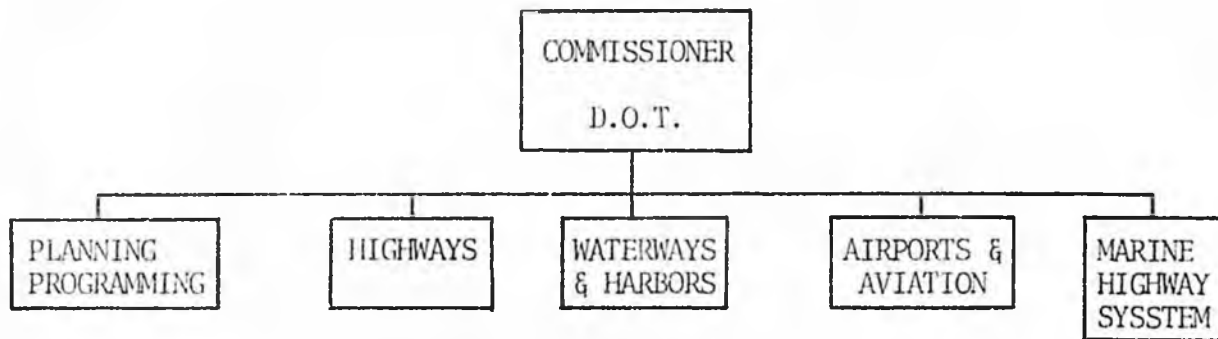 COMMISSIONER
D.O.T.
PLANNING
PROGRAMMING
HIGHWAYS
WATERWAYS
& HARBORS
AIRPORTS &
AVIATION
MARINE
HIGHWAY
SYSSTEM